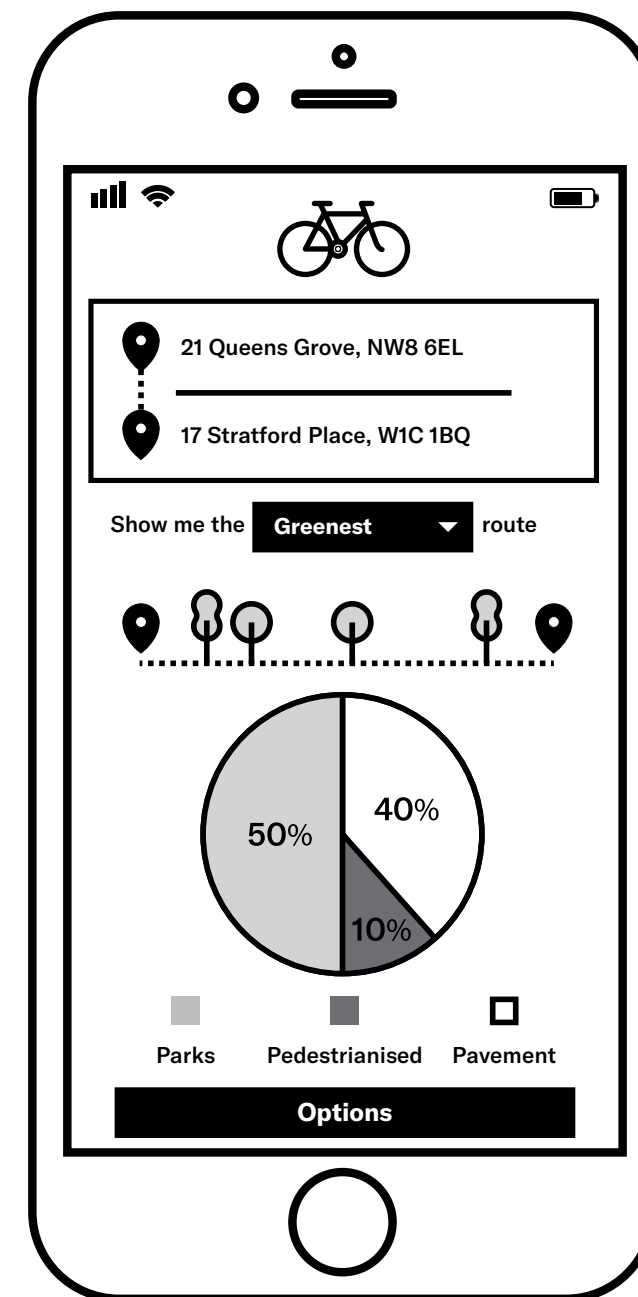 21 Queens Grove, NW8 6EL
17 Stratford Place, W1C 1BQ
Show me the Greenest route
50%
40%
10%
Parks Pedestrianised Pavement
Options